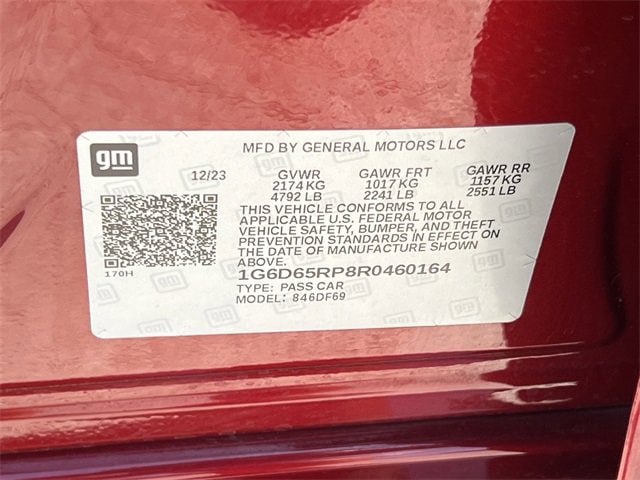 gm
MFD BY GENERAL MOTORS LLC
12/23 GVWR GAWR FRT GAWR RR
2174 KG 1017 KG 1157 KG
4792 LB 2241 LB 2551 LB
THIS VEHICLE CONFORMS TO ALL
APPLICABLE U.S. FEDERAL MOTOR
VEHICLE SAFETY, BUMPER, AND THEFT
PREVENTION STANDARDS IN EFFECT ON
THE DATE OF MANUFACTURE SHOWN
ABOVE.
170H
1G6D65RP8R0460164
TYPE: PASS CAR
MODEL: 846DF69